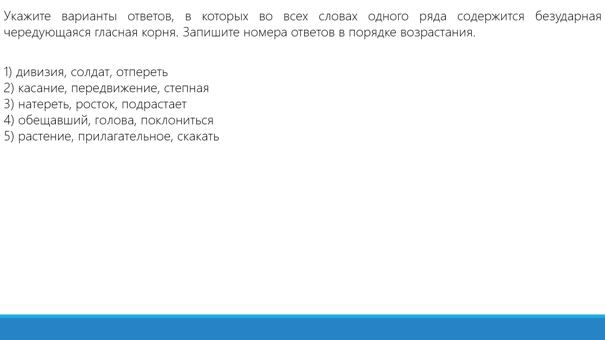 Укажите варианты ответов, в которых во всех словах одного ряда содержится безударная
чередующаяся гласная корня. Запишите номера ответов в порядке возрастания.
1) дивизия, солдат, отпереть
2) касание, передвижение, степная
3) натереть, росток, подрастает
4) обещавший, голова, поклониться
5) растение, прилагательное, скакать